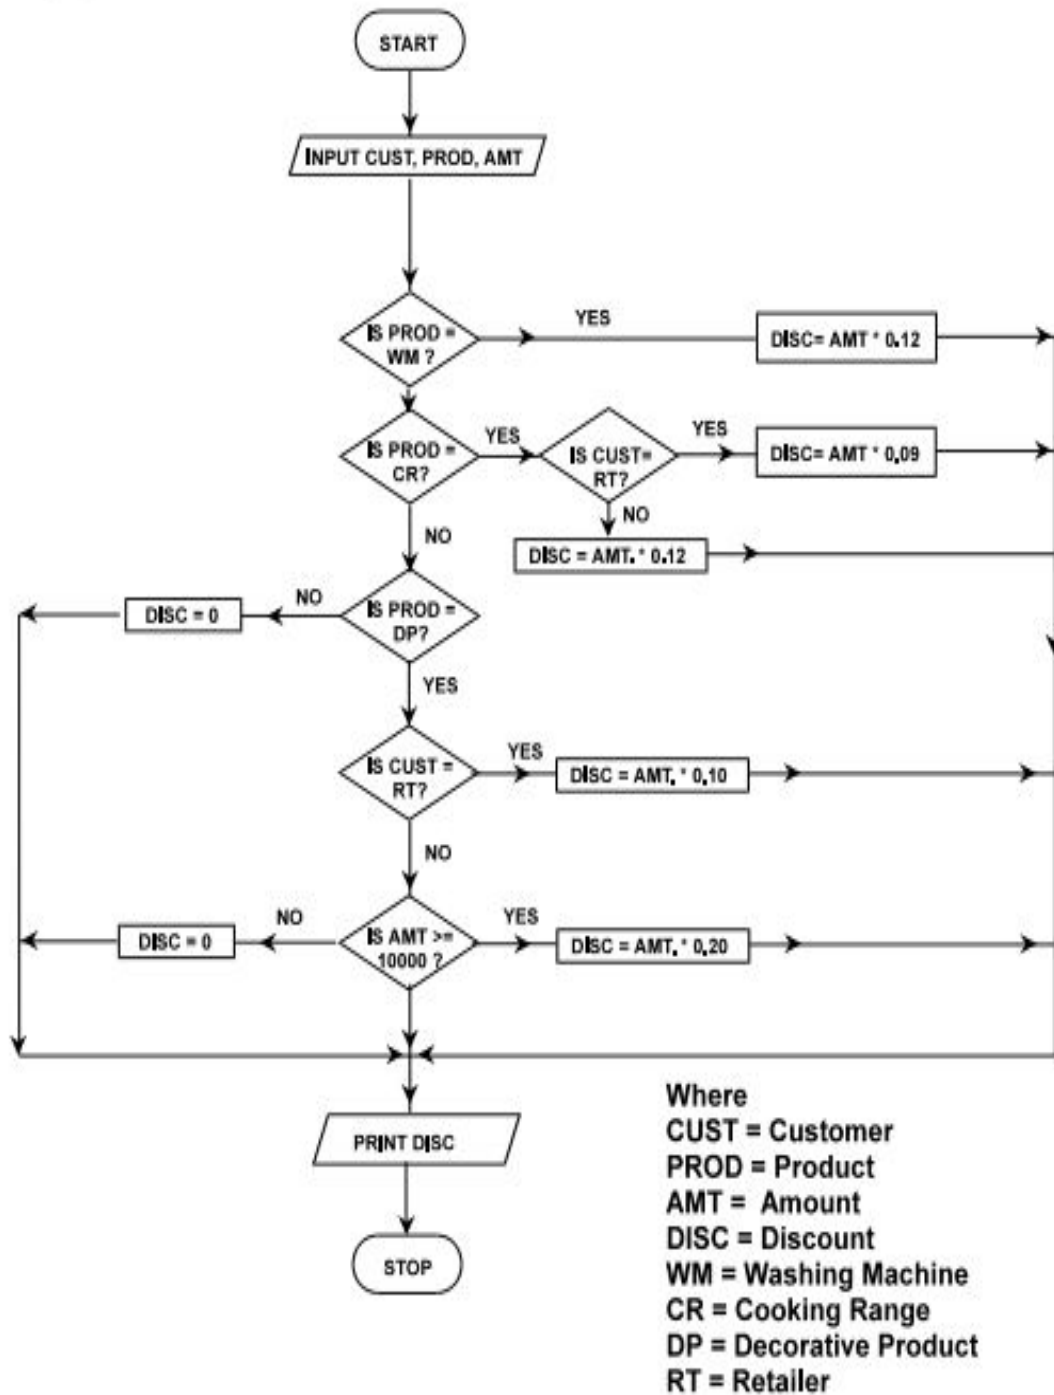 START
INPUT CUST, PROD, AMT
IS PROD =
WM ?
YES
DISC= AMT * 0.12
IS PROD =
CR?
YES
IS CUST=
RT?
YES
DISC= AMT * 0.09
NO
NO
DISC = AMT. * 0.12
IS PROD =
DP?
NO
DISC = 0
YES
IS CUST =
RT?
YES
DISC = AMT. * 0.10
NO
IS AMT >=
10000 ?
NO
DISC = 0
YES
DISC = AMT. * 0.20
PRINT DISC
STOP
Where
CUST = Customer
PROD = Product
AMT = Amount
DISC = Discount
WM = Washing Machine
CR = Cooking Range
DP = Decorative Product
RT = Retailer